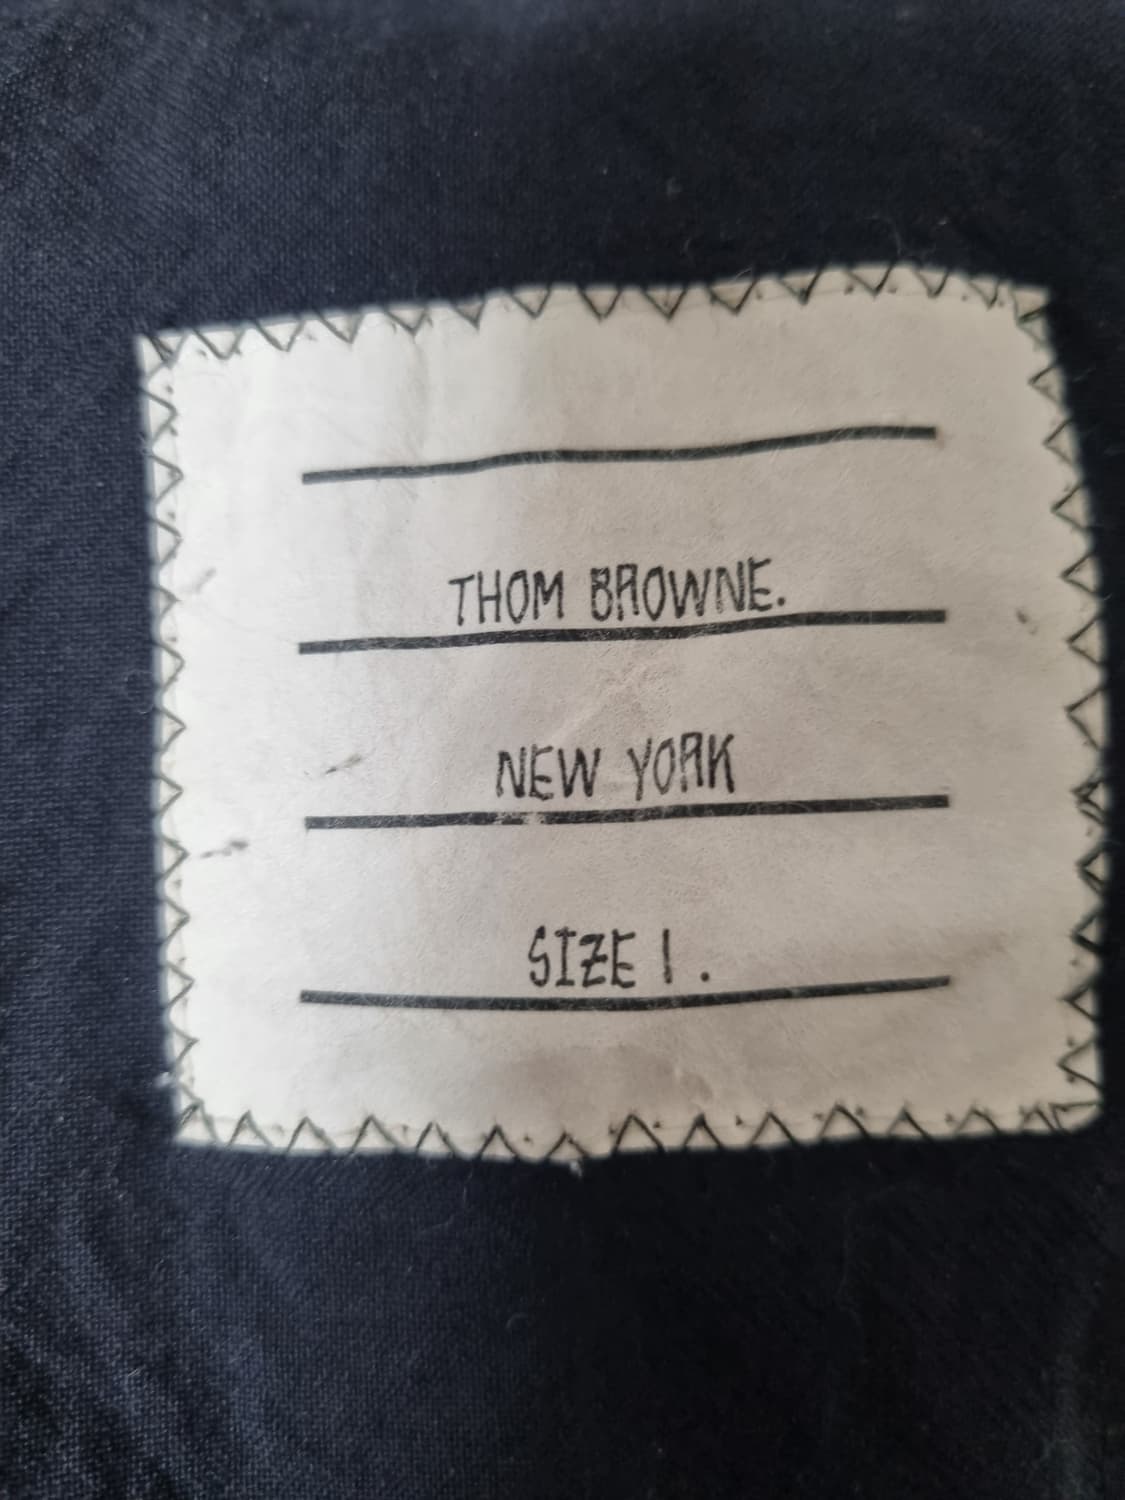 THOM BROWNE.
NEW YORK
SIZE 1.